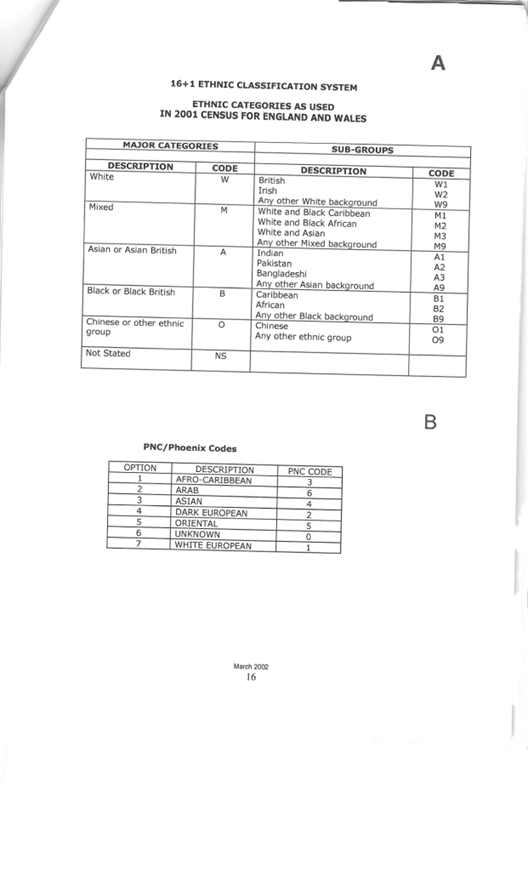 A
16+1 ETHNIC CLASSIFICATION SYSTEM
ETHNIC CATEGORIES AS USED
IN 2001 CENSUS FOR ENGLAND AND WALES
MAJOR CATEGORIES SUB-GROUPS
DESCRIPTION CODE DESCRIPTION CODE
White W British W1
Irish W2
Any other White background W9
Mixed M White and Black Caribbean M1
White and Black African M2
White and Asian M3
Any other Mixed background M9
Asian or Asian British A Indian A1
Pakistan A2
Bangladeshi A3
Any other Asian background A9
Black or Black British B Caribbean B1
African B2
Any other Black background B9
Chinese or other ethnic O Chinese O1
group Any other ethnic group O9
Not Stated NS
B
PNC/Phoenix Codes
OPTION DESCRIPTION PNC CODE
1 AFRO-CARIBBEAN 3
2 ARAB 6
3 ASIAN 4
4 DARK EUROPEAN 2
5 ORIENTAL 5
6 UNKNOWN 0
7 WHITE EUROPEAN 1
March 2002
16